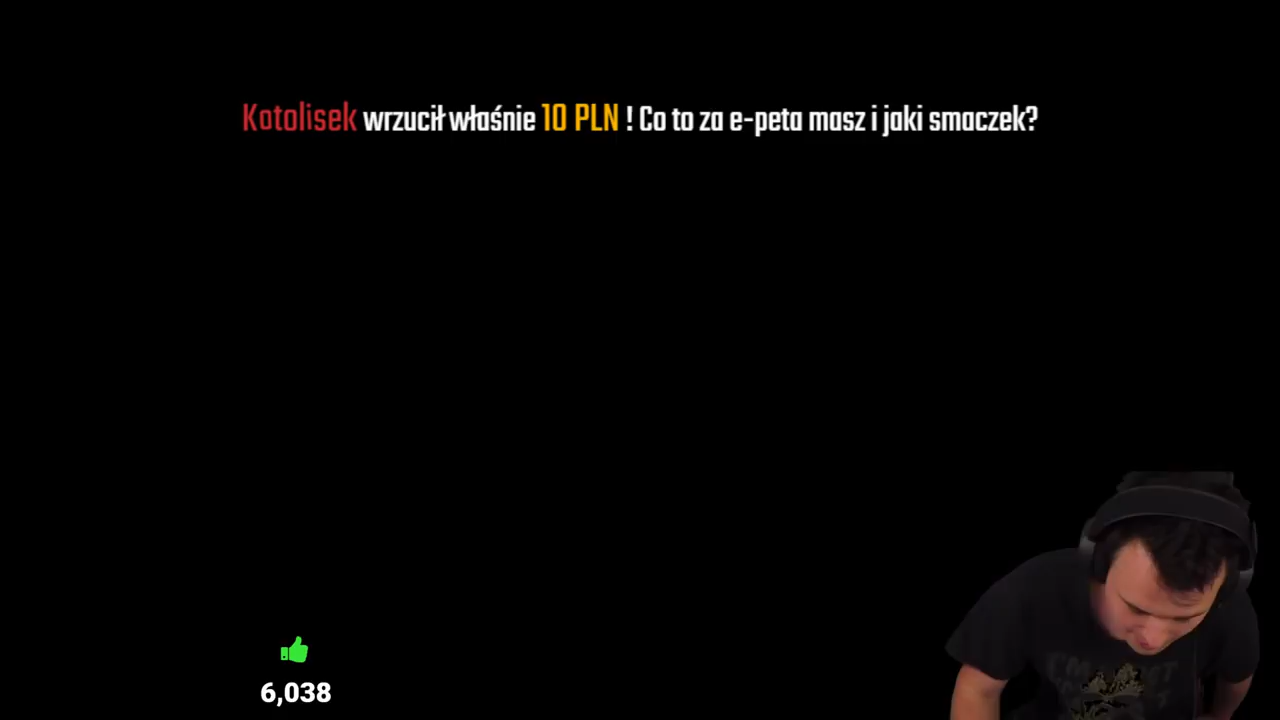 Kotolisek wrzucił właśnie 10 PLN ! Co to za e-peta masz i jaki smaczek?
6,038